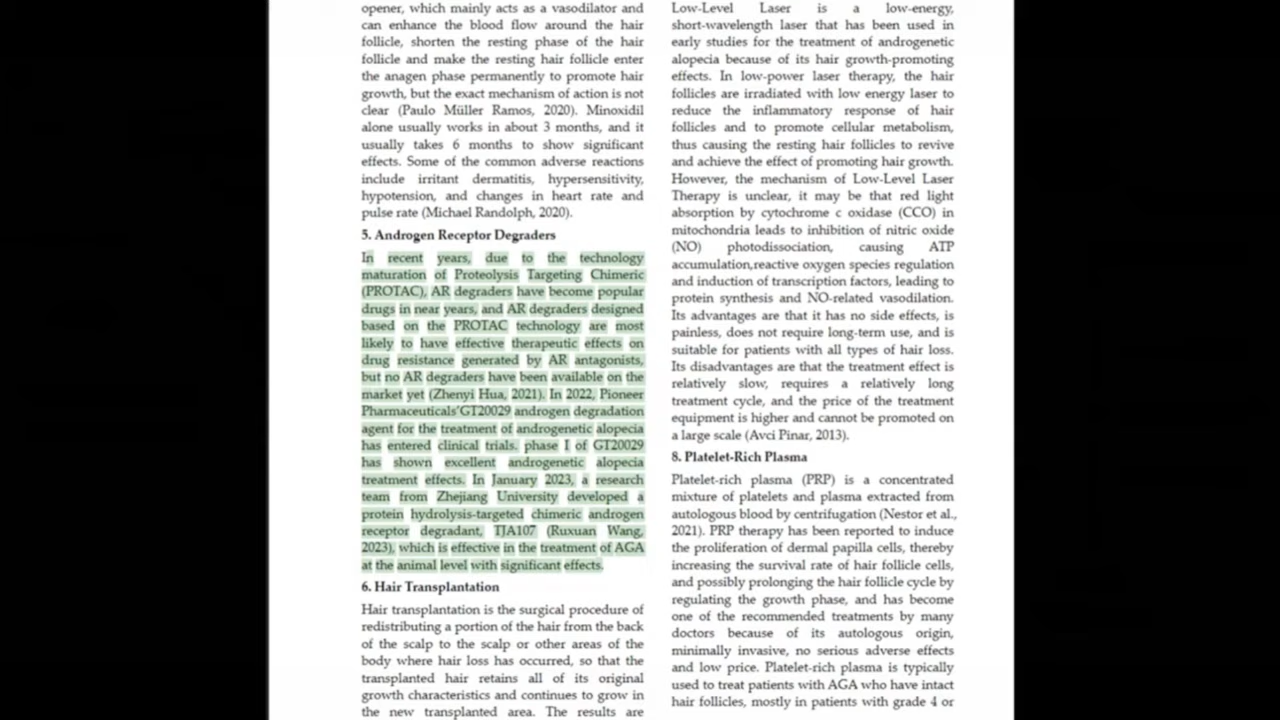 opener, which mainly acts as a vasodilator and
can enhance the blood flow around the hair
follicle, shorten the resting phase of the hair
follicle and make the resting hair follicle enter
the anagen phase permanently to promote hair
growth, but the exact mechanism of action is not
clear (Paulo Müller Ramos, 2020). Minoxidil
alone usually works in about 3 months, and it
usually takes 6 months to show significant
effects. Some of the common adverse reactions
include irritant dermatitis, hypersensitivity,
hypotension, and changes in heart rate and
pulse rate (Michael Randolph, 2020).
5. Androgen Receptor Degraders
In recent years, due to the technology
maturation of Proteolysis Targeting Chimeric
(PROTAC), AR degraders have become popular
drugs in near years, and AR degraders designed
based on the PROTAC technology are most
likely to have effective therapeutic effects on
drug resistance generated by AR antagonists,
but no AR degraders have been available on the
market yet (Zhenyi Hua, 2021). In 2022, Pioneer
Pharmaceuticals'GT20029 androgen degradation
agent for the treatment of androgenetic alopecia
has entered clinical trials. phase I of GT20029
has shown excellent androgenetic alopecia
treatment effects. In January 2023, a research
team from Zhejiang University developed a
protein hydrolysis-targeted chimeric androgen
receptor degradant, TJA107 (Ruxuan Wang,
2023), which is effective in the treatment of AGA
at the animal level with significant effects.
6. Hair Transplantation
Hair transplantation is the surgical procedure of
redistributing a portion of the hair from the back
of the scalp to the scalp or other areas of the
body where hair loss has occurred, so that the
transplanted hair retains all of its original
growth characteristics and continues to grow in
the new transplanted area. The results are
Low-Level Laser is a low-energy,
short-wavelength laser that has been used in
early studies for the treatment of androgenetic
alopecia because of its hair growth-promoting
effects. In low-power laser therapy, the hair
follicles are irradiated with low energy laser to
reduce the inflammatory response of hair
follicles and to promote cellular metabolism,
thus causing the resting hair follicles to revive
and achieve the effect of promoting hair growth.
However, the mechanism of Low-Level Laser
Therapy is unclear, it may be that red light
absorption by cytochrome c oxidase (CCO) in
mitochondria leads to inhibition of nitric oxide
(NO) photodissociation, causing ATP
accumulation,reactive oxygen species regulation
and induction of transcription factors, leading to
protein synthesis and NO-related vasodilation.
Its advantages are that it has no side effects, is
painless, does not require long-term use, and is
suitable for patients with all types of hair loss.
Its disadvantages are that the treatment effect is
relatively slow, requires a relatively long
treatment cycle, and the price of the treatment
equipment is higher and cannot be promoted on
a large scale (Avci Pinar, 2013).
8. Platelet-Rich Plasma
Platelet-rich plasma (PRP) is a concentrated
mixture of platelets and plasma extracted from
autologous blood by centrifugation (Nestor et al.,
2021). PRP therapy has been reported to induce
the proliferation of dermal papilla cells, thereby
increasing the survival rate of hair follicle cells,
and possibly prolonging the hair follicle cycle by
regulating the growth phase, and has become
one of the recommended treatments by many
doctors because of its autologous origin,
minimally invasive, no serious adverse effects
and low price. Platelet-rich plasma is typically
used to treat patients with AGA who have intact
hair follicles, mostly in patients with grade 4 or